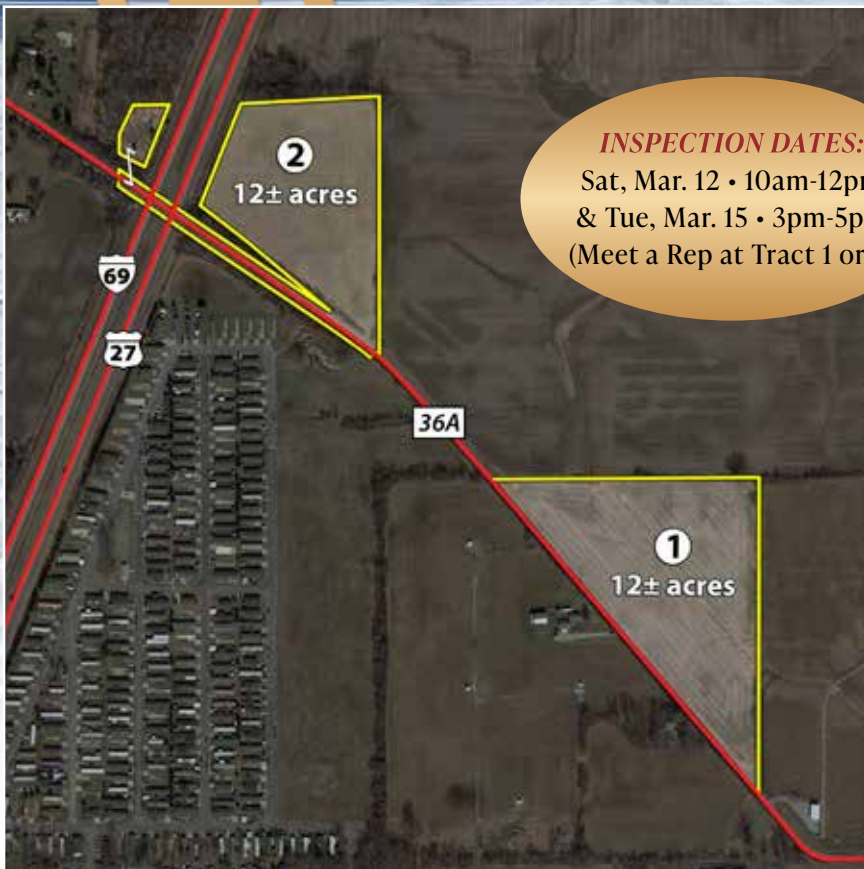 INSPECTION DATES:
Sat, Mar. 12 • 10am-12p
& Tue, Mar. 15 • 3pm-5p
(Meet a Rep at Tract 1 or
2
12± acres
69
27
36A
1
12± acres